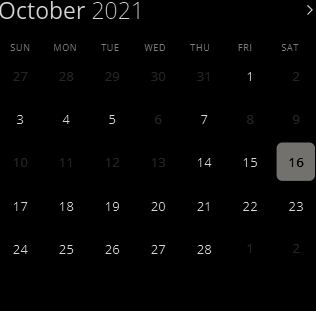 October 2021 >
SUN MON TUE WED THU FRI SAT
27 28 29 30 31 1 2
3 4 5 6 7 8 9
10 11 12 13 14 15 16
17 18 19 20 21 22 23
24 25 26 27 28 1 2